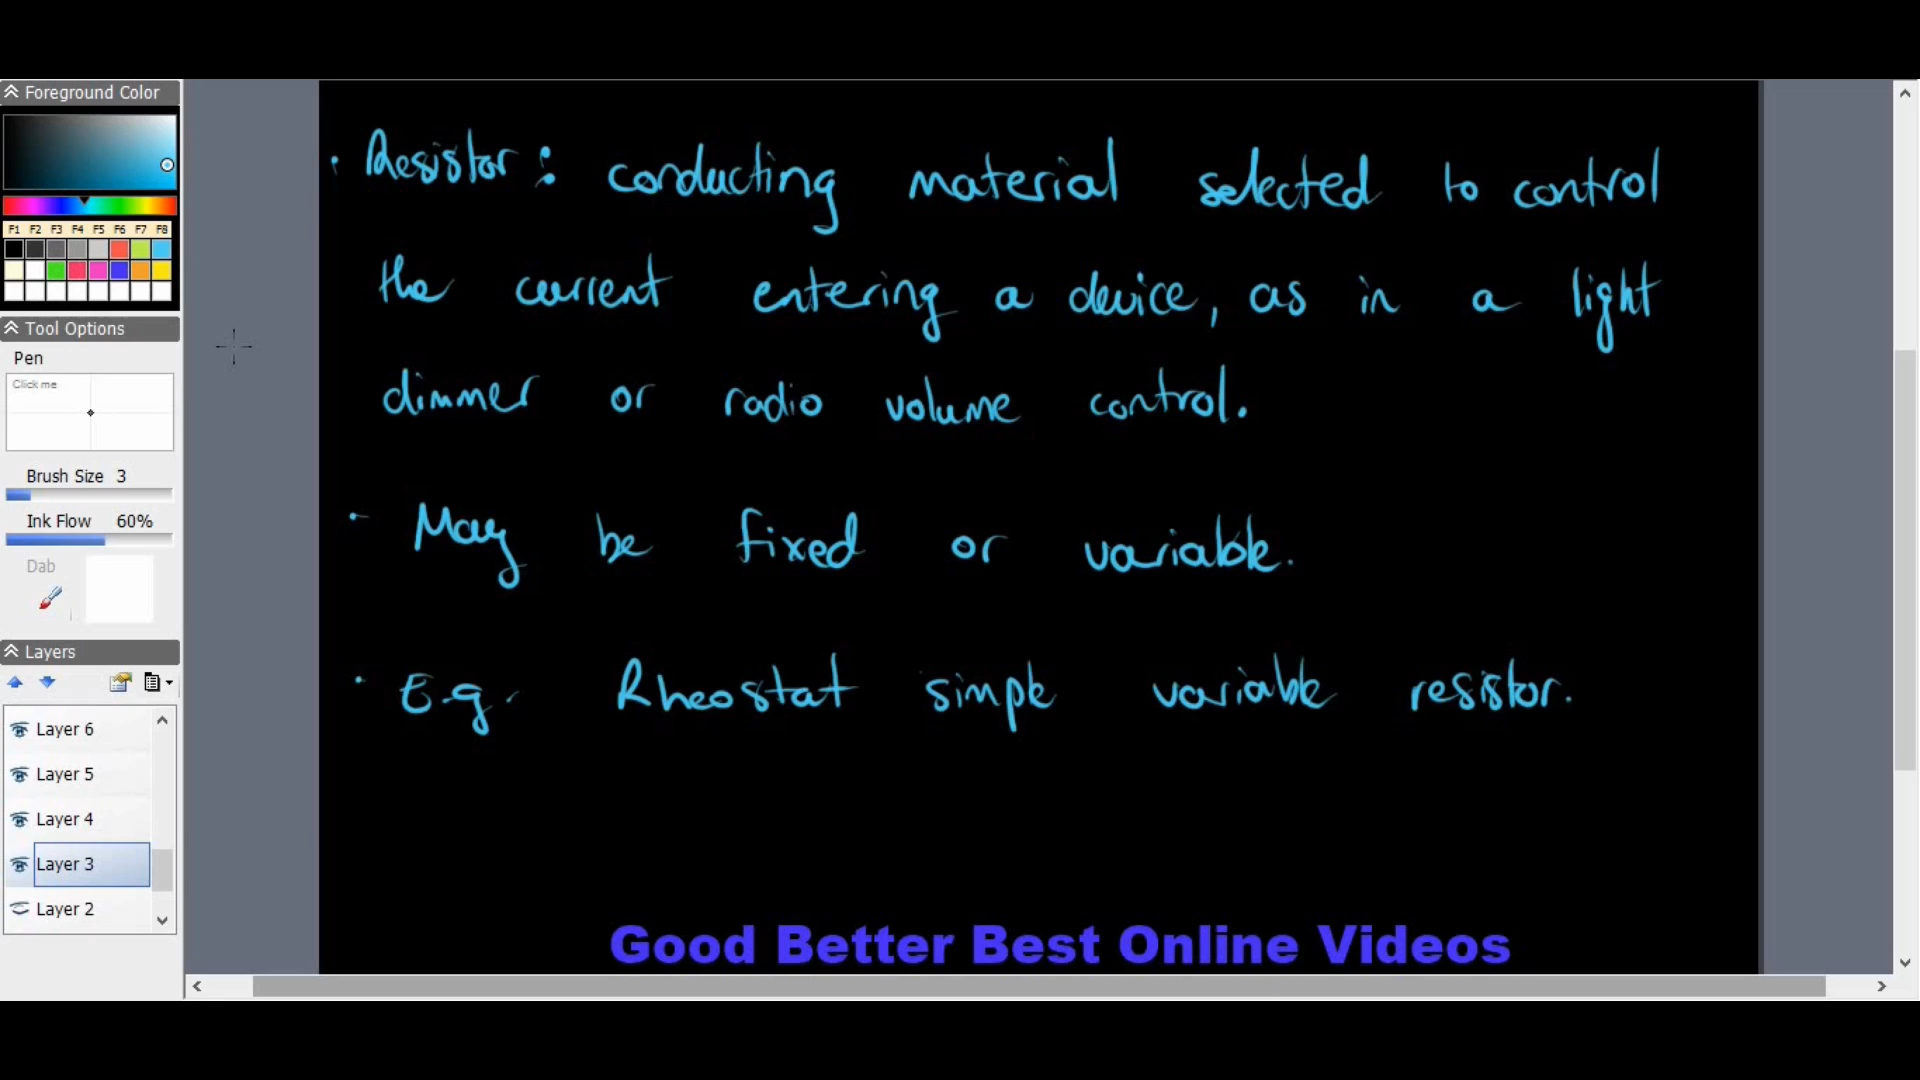 Foreground Color
F1 F2 F3 F4 F5 F6 F7 F8
Tool Options
Pen
Click me
Brush Size 3
Ink Flow 60%
Dab
Layers
Layer 6
Layer 5
Layer 4
Layer 3
Layer 2
· Resistor: conducting material selected to control
the current entering a device, as in a light
dimmer or radio volume control.
· May be fixed or variable.
· E.g. Rheostat simple variable resistor.
Good Better Best Online Videos